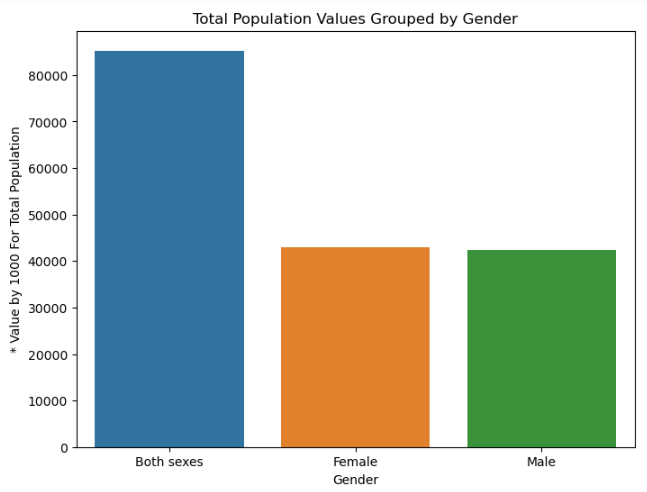 Total Population Values Grouped by Gender
* Value by 1000 For Total Population
80000
70000
60000
50000
40000
30000
20000
10000
0
Both sexes
Female
Male
Gender